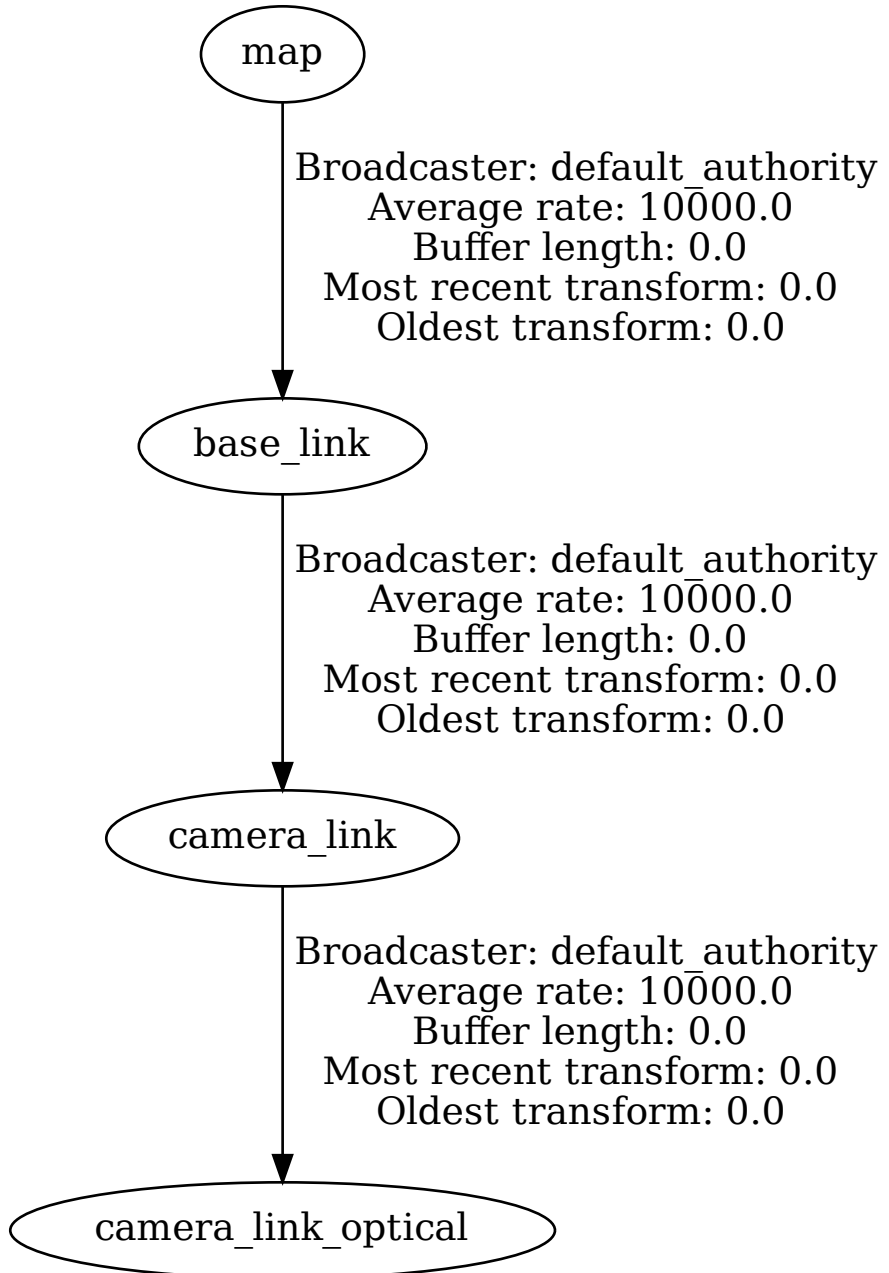 map
Broadcaster: default_authority
Average rate: 10000.0
Buffer length: 0.0
Most recent transform: 0.0
Oldest transform: 0.0
base_link
Broadcaster: default_authority
Average rate: 10000.0
Buffer length: 0.0
Most recent transform: 0.0
Oldest transform: 0.0
camera_link
Broadcaster: default_authority
Average rate: 10000.0
Buffer length: 0.0
Most recent transform: 0.0
Oldest transform: 0.0
camera_link_optical